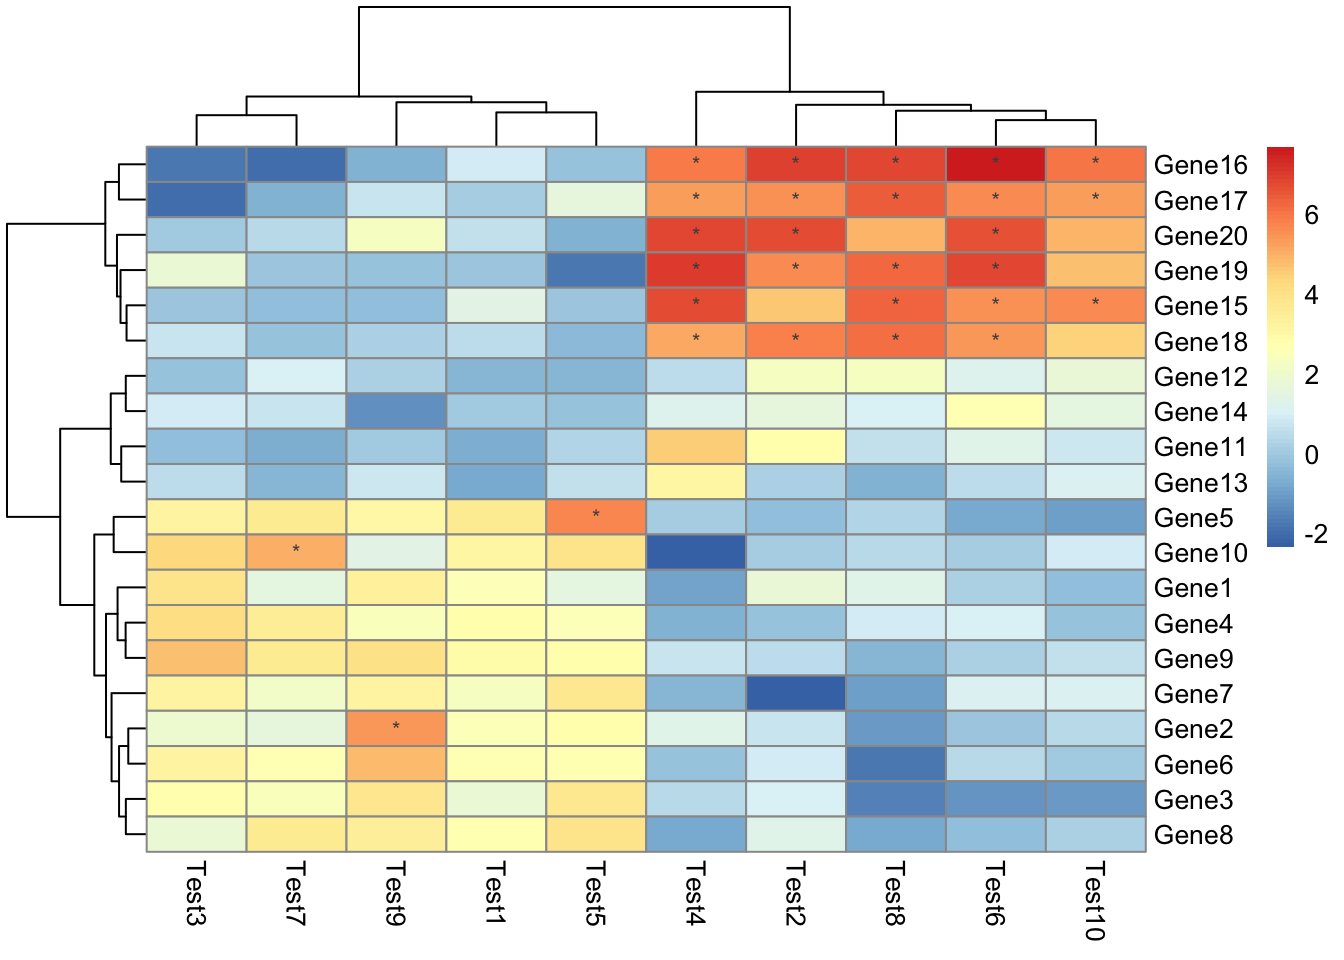 * * * * * Gene16
* * * * * Gene17 6
* * * Gene20
* * * * Gene19
* * * * Gene15 4
* * * * Gene18
Gene12 2
Gene14
Gene11 0
Gene13
* Gene5 -2
* Gene10
Gene1
Gene4
Gene9
Gene7
* Gene2
Gene6
Gene3
Gene8
Test3 Test7 Test9 Test1 Test5 Test4 Test2 Test8 Test6 Test10